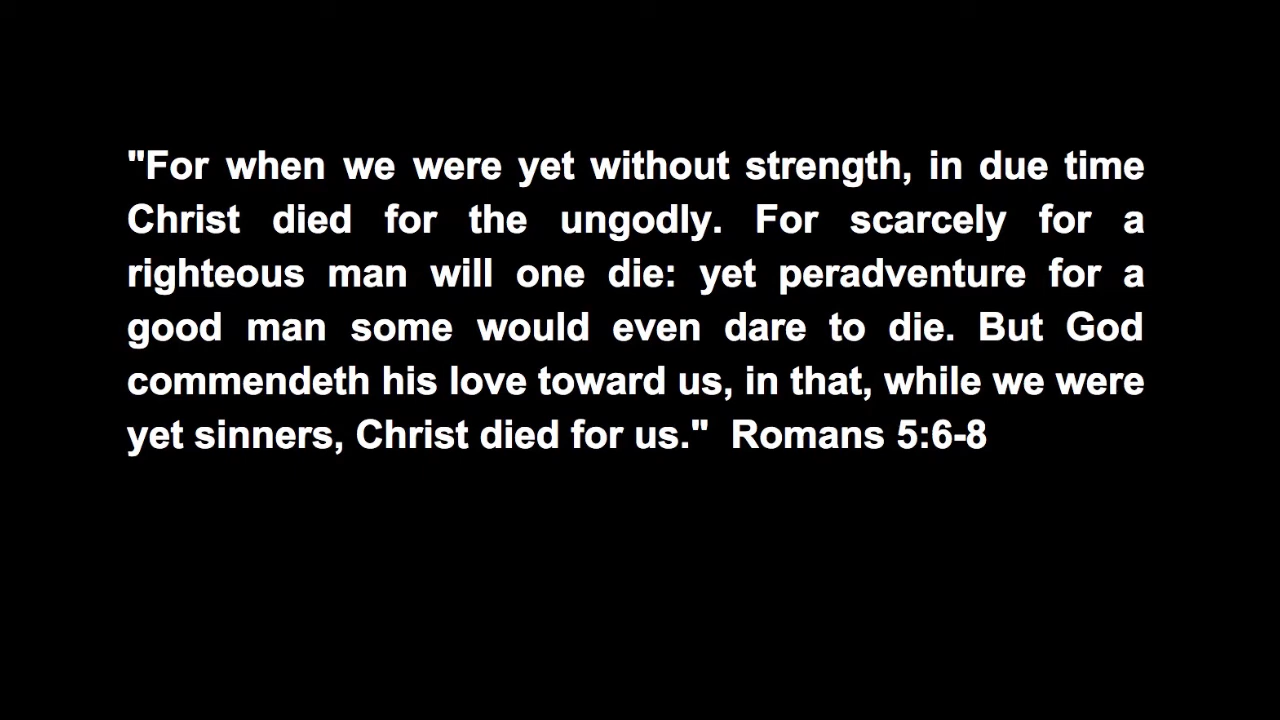 "For when we were yet without strength, in due time
Christ died for the ungodly. For scarcely for a
righteous man will one die: yet peradventure for a
good man some would even dare to die. But God
commendeth his love toward us, in that, while we were
yet sinners, Christ died for us."  Romans 5:6-8